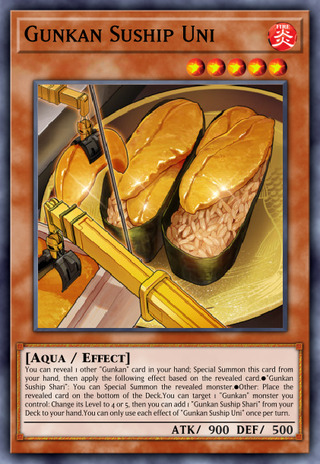 Gunkan Suship Uni
FIRE
炎
[Aqua / Effect]
You can reveal 1 other "Gunkan" card in your hand; Special Summon this card from
your hand, then apply the following effect based on the revealed card.●"Gunkan
Suship Shari": You can Special Summon the revealed monster.●Other: Place the
revealed card on the bottom of the Deck.You can target 1 "Gunkan" monster you
control: Change its Level to 4 or 5, then you can add 1 "Gunkan Suship Shari" from your
Deck to your hand.You can only use each effect of "Gunkan Suship Uni" once per turn.
ATK/ 900 DEF/ 500